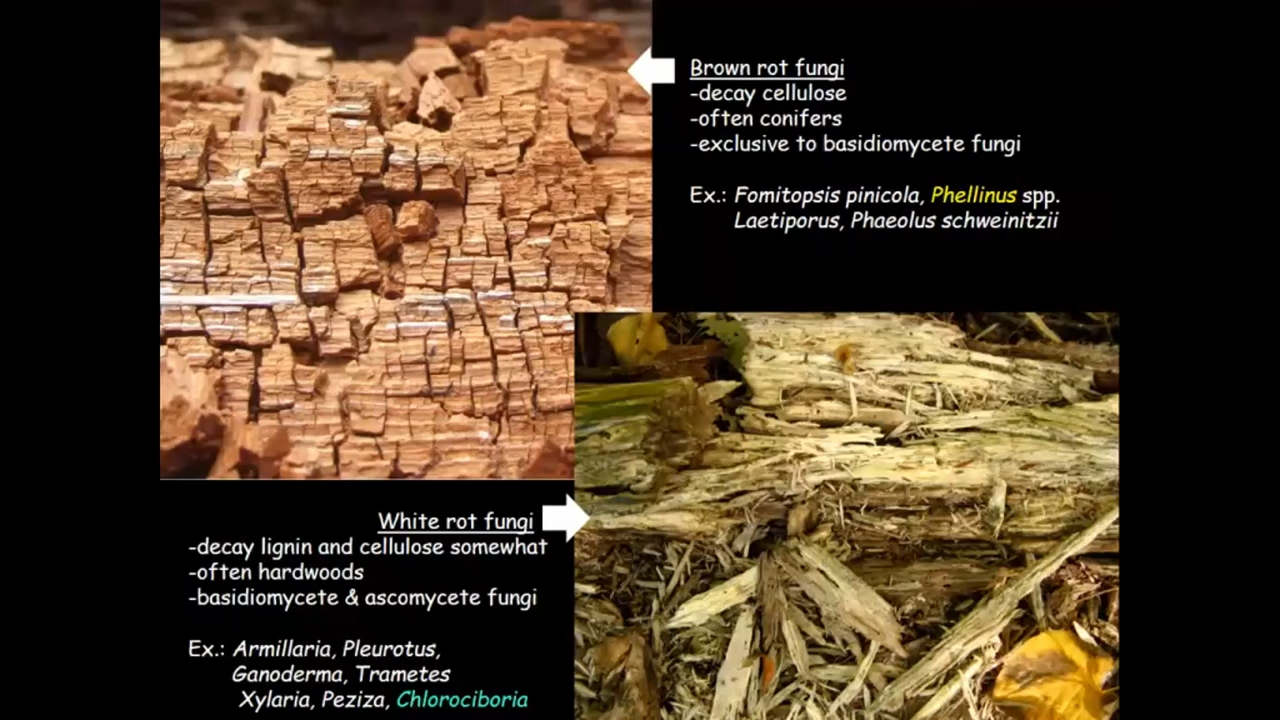 Brown rot fungi
-decay cellulose
-often conifers
-exclusive to basidiomycete fungi
Ex.: Fomitopsis pinicola, Phellinus spp.
Laetiporus, Phaeolus schweinitzii
White rot fungi
-decay lignin and cellulose somewhat
-often hardwoods
-basidiomycete & ascomycete fungi
Ex.: Armillaria, Pleurotus,
Ganoderma, Trametes
Xylaria, Peziza, Chlorociboria